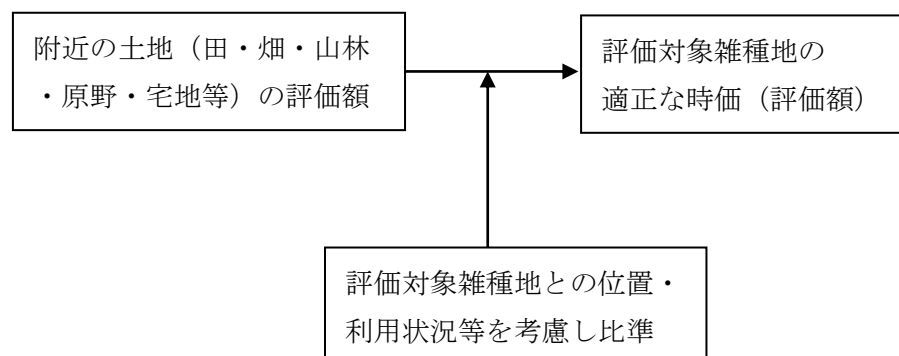 附近の土地（田・畑・山林
・原野・宅地等）の評価額
評価対象雑種地の
適正な時価（評価額）
評価対象雑種地との位置・
利用状況等を考慮し比準